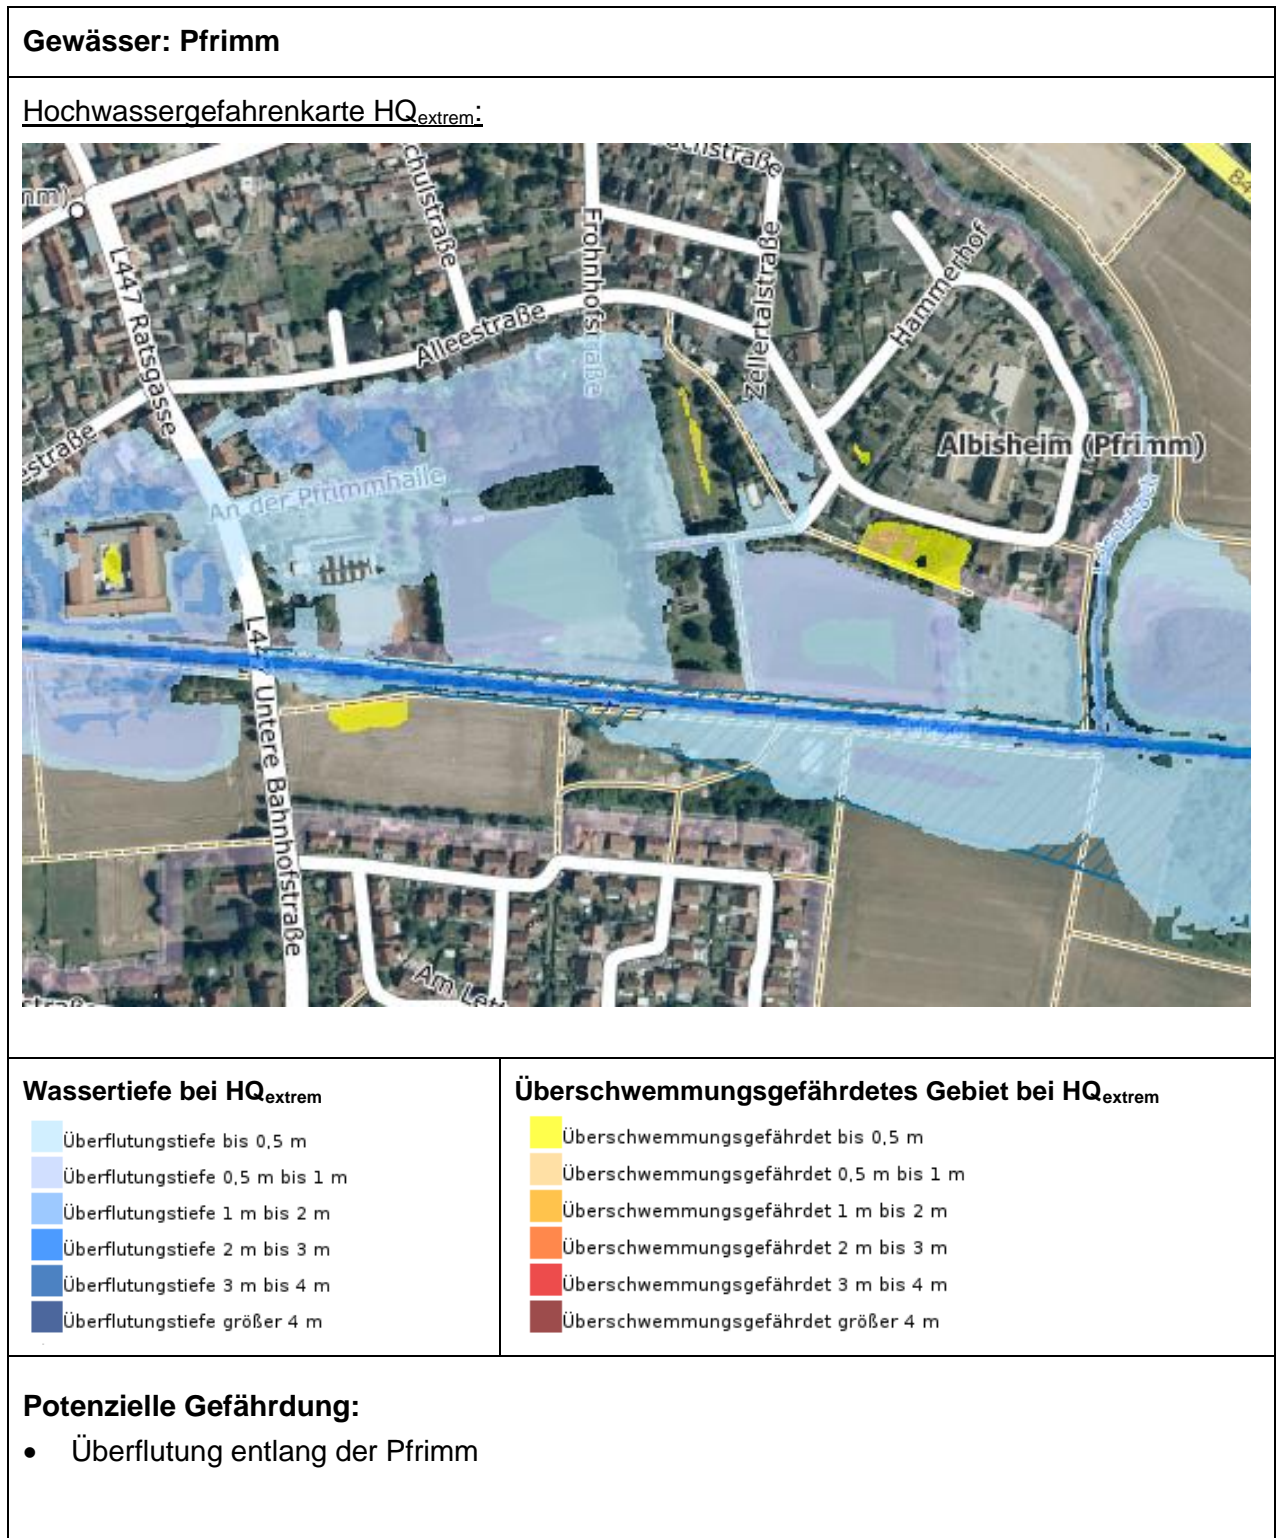 Gewässer: Pfrimm
Hochwassergefahrenkarte HQextrem:
Frohnhofstraße
Zellertalstraße
Hammerhof
L447 Ratsgasse
Alleestraße
Albisheim (Pfrimm)
An der Pfrimmhalle
Untere Bahnhofstraße
Wassertiefe bei HQextrem
Überflutungstiefe bis 0,5 m
Überflutungstiefe 0,5 m bis 1 m
Überflutungstiefe 1 m bis 2 m
Überflutungstiefe 2 m bis 3 m
Überflutungstiefe 3 m bis 4 m
Überflutungstiefe größer 4 m
Überschwemmungsgefährdetes Gebiet bei HQextrem
Überschwemmungsgefährdet bis 0,5 m
Überschwemmungsgefährdet 0,5 m bis 1 m
Überschwemmungsgefährdet 1 m bis 2 m
Überschwemmungsgefährdet 2 m bis 3 m
Überschwemmungsgefährdet 3 m bis 4 m
Überschwemmungsgefährdet größer 4 m
Potenzielle Gefährdung:
• Überflutung entlang der Pfrimm